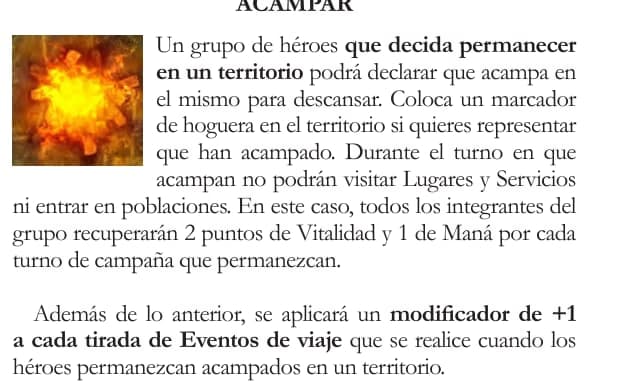 ACAMPAR
Un grupo de héroes que decida permanecer
en un territorio podrá declarar que acampa en
el mismo para descansar. Coloca un marcador
de hoguera en el territorio si quieres representar
que han acampado. Durante el turno en que
acampan no podrán visitar Lugares y Servicios
ni entrar en poblaciones. En este caso, todos los integrantes del
grupo recuperarán 2 puntos de Vitalidad y 1 de Maná por cada
turno de campaña que permanezcan.
Además de lo anterior, se aplicará un modificador de +1
a cada tirada de Eventos de viaje que se realice cuando los
héroes permanezcan acampados en un territorio.